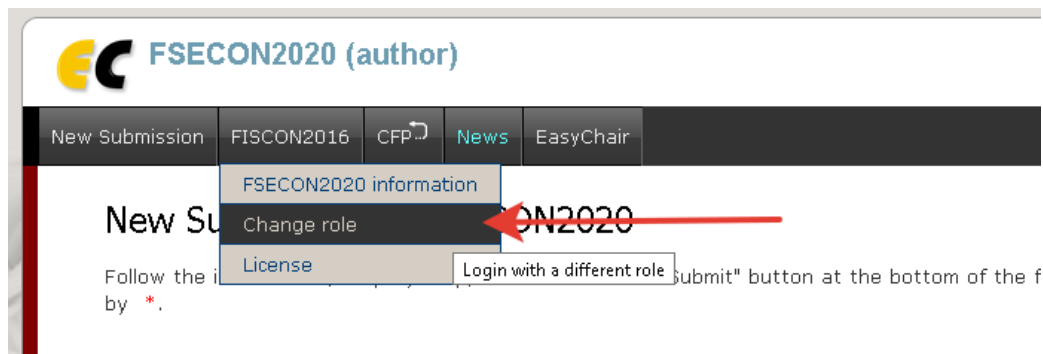 EC FSECON2020 (author)
New Submission FISCON2016 CFP News EasyChair
FSECON2020 information
New Su ON2020
Change role
License
Login with a different role
Follow the i Submit" button at the bottom of the f
by *.